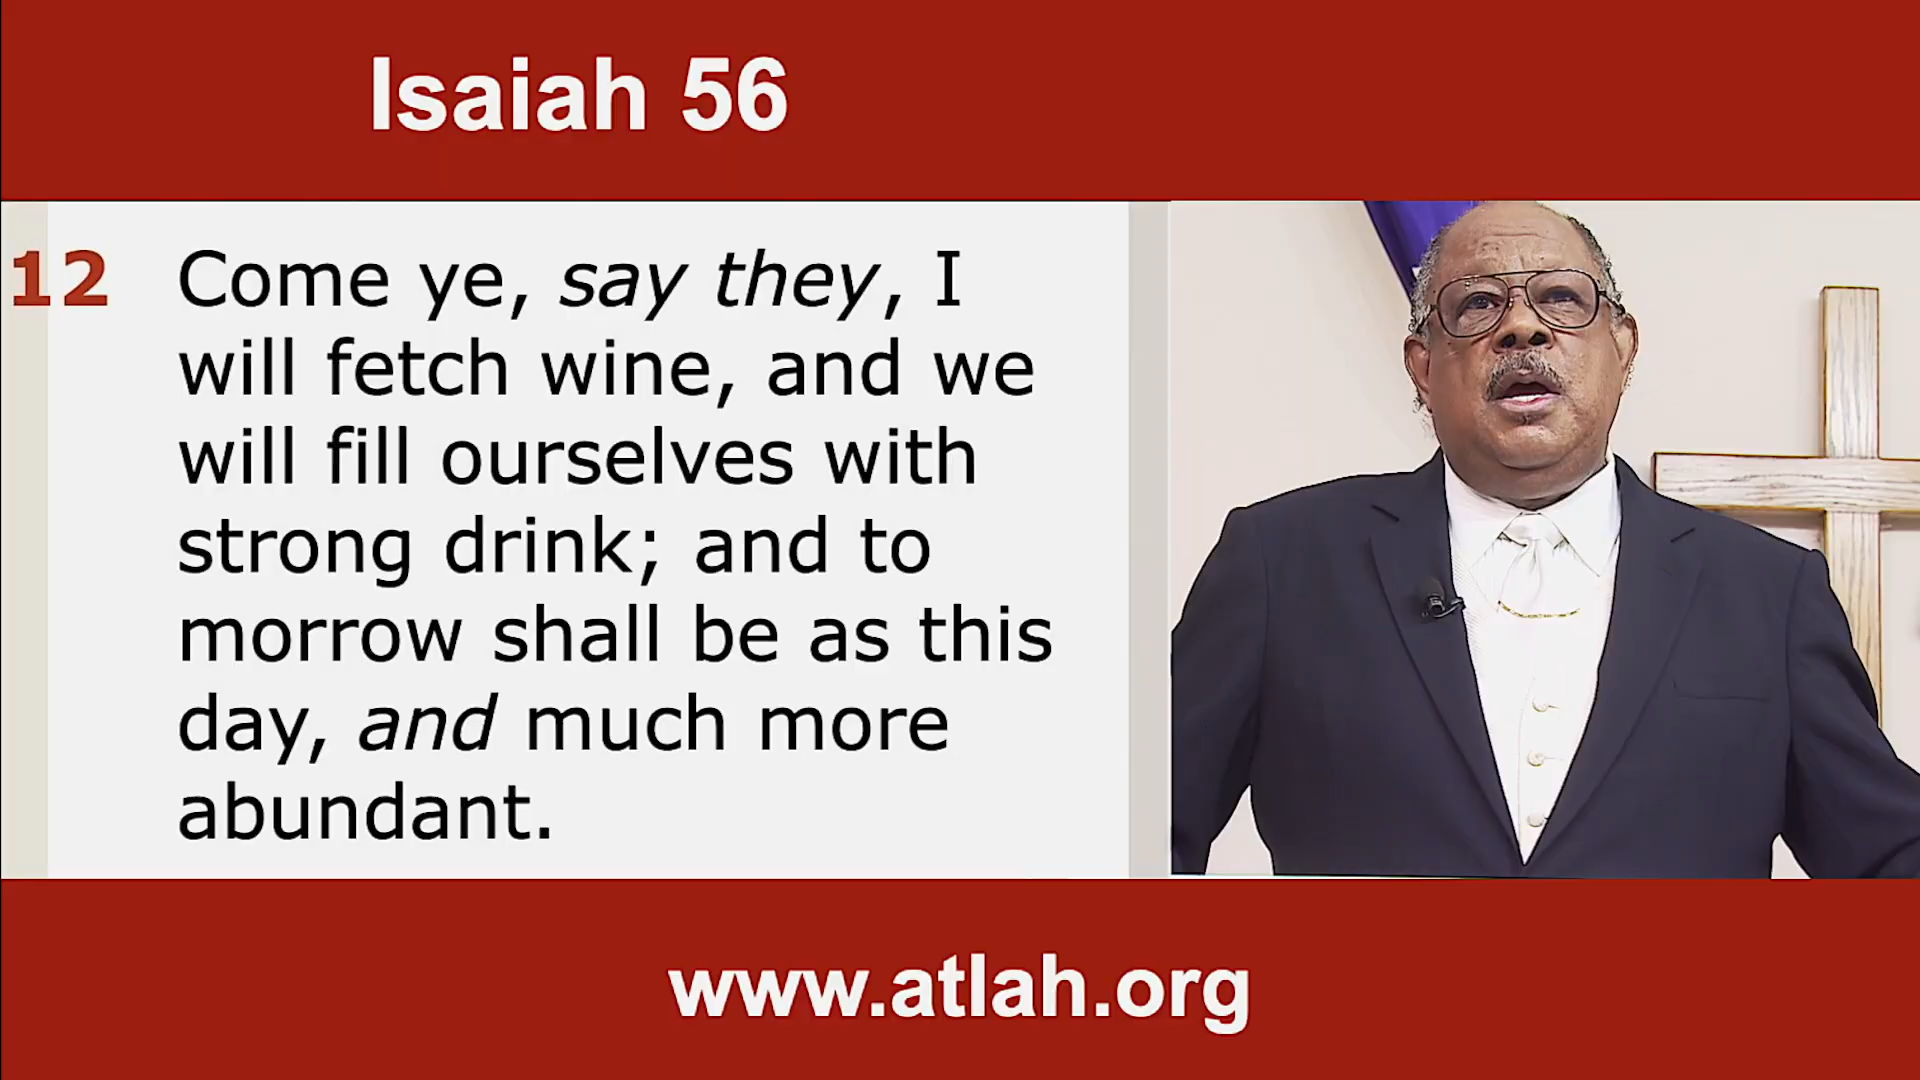 Isaiah 56
12 Come ye, say they, I
will fetch wine, and we
will fill ourselves with
strong drink; and to
morrow shall be as this
day, and much more
abundant.
www.atlah.org